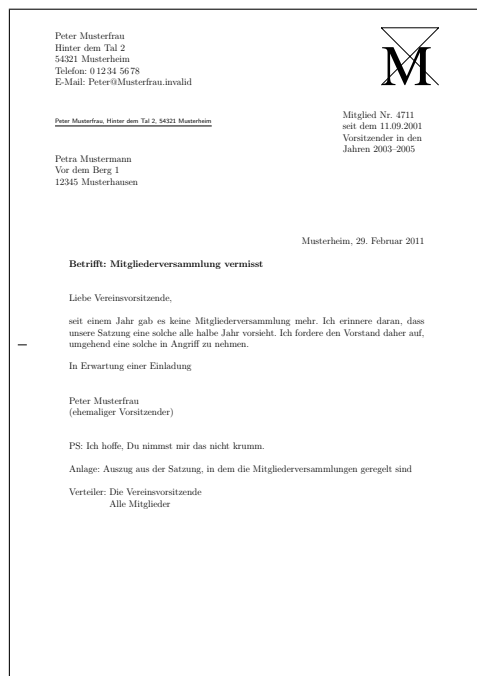 Peter Musterfrau
Hinter dem Tal 2
54321 Musterheim
Telefon: 0 12 34 56 78
E-Mail: Peter@Musterfrau.invalid
M
Peter Musterfrau, Hinter dem Tal 2, 54321 Musterheim
Mitglied Nr. 4711
seit dem 11.09.2001
Vorsitzender in den
Jahren 2003–2005
Petra Mustermann
Vor dem Berg 1
12345 Musterhausen
Musterheim, 29. Februar 2011
Betrifft: Mitgliederversammlung vermisst
Liebe Vereinsvorsitzende,
seit einem Jahr gab es keine Mitgliederversammlung mehr. Ich erinnere daran, dass
unsere Satzung eine solche alle halbe Jahr vorsieht. Ich fordere den Vorstand daher auf,
umgehend eine solche in Angriff zu nehmen.
In Erwartung einer Einladung
Peter Musterfrau
(ehemaliger Vorsitzender)
PS: Ich hoffe, Du nimmst mir das nicht krumm.
Anlage: Auszug aus der Satzung, in dem die Mitgliederversammlungen geregelt sind
Verteiler: Die Vereinsvorsitzende
Alle Mitglieder